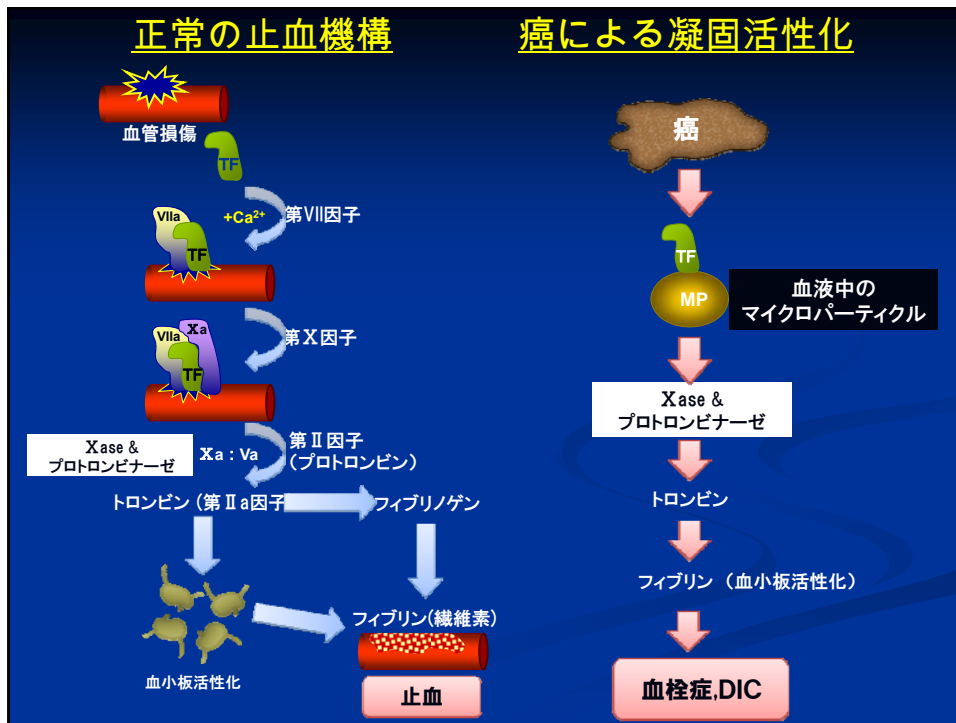 正常の止血機構
血管損傷
TF
+Ca2+
第VII因子
VIIa
TF
第Ⅹ因子
VIIa
Ⅹa
TF
Ⅹase &
プロトロンビナーゼ
Ⅹa : Va
第Ⅱ因子
(プロトロンビン)
トロンビン (第Ⅱa因子
フィブリノゲン
血小板活性化
フィブリン(繊維素)
止血
癌による凝固活性化
癌
TF
MP
血液中の
マイクロパーティクル
Ⅹase &
プロトロンビナーゼ
トロンビン
フィブリン (血小板活性化)
血栓症,DIC